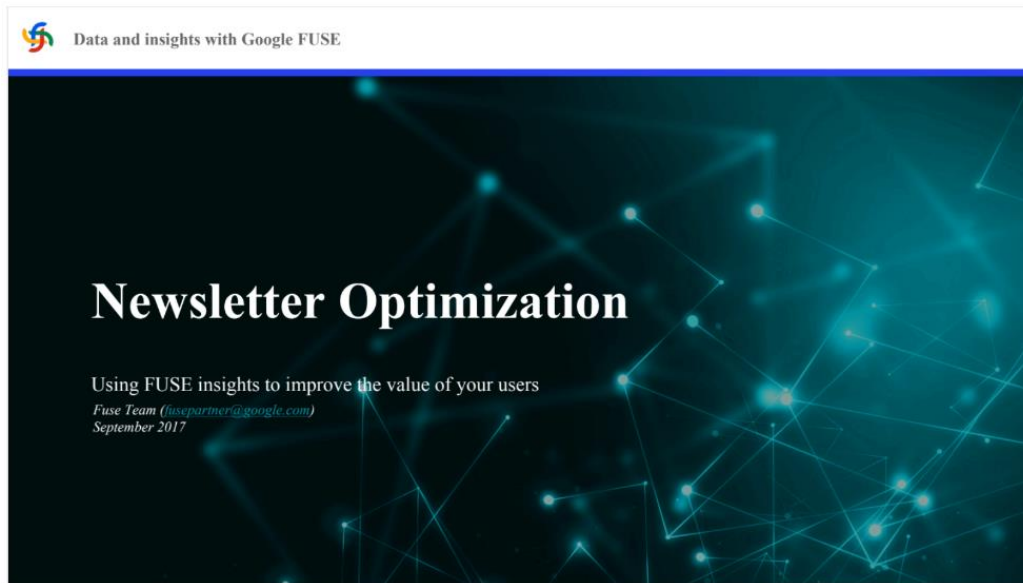 Data and insights with Google FUSE
Newsletter Optimization
Using FUSE insights to improve the value of your users
Fuse Team (fusepartner@google.com)
September 2017